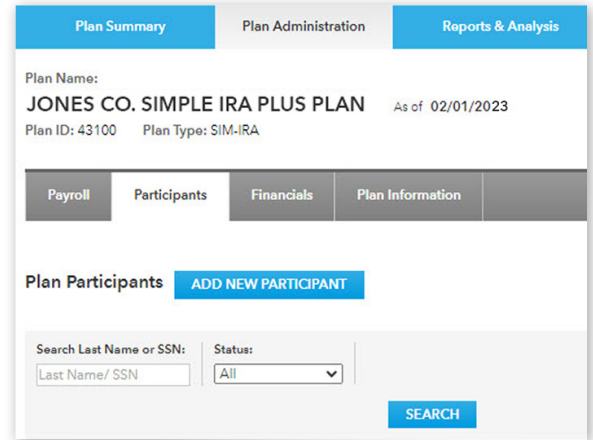 Plan Summary Plan Administration Reports & Analysis
Plan Name:
JONES CO. SIMPLE IRA PLUS PLAN As of 02/01/2023
Plan ID: 43100 Plan Type: SIM-IRA
Payroll Participants Financials Plan Information
Plan Participants ADD NEW PARTICIPANT
Search Last Name or SSN: Status:
Last Name/ SSN All
SEARCH